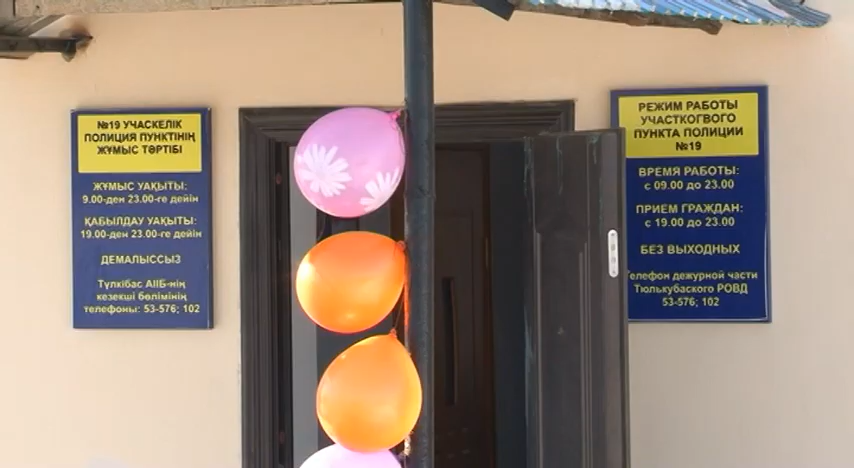 №19 УЧАСКЕЛІК
ПОЛИЦИЯ ПУНКТІНІҢ
ЖҰМЫС ТӘРТІБІ
ЖҰМЫС УАҚЫТЫ:
9.00-ден 23.00-ге дейін
ҚАБЫЛДАУ УАҚЫТЫ:
19.00-ден 23.00-ге дейін
ДЕМАЛЫССЫЗ
Түлкібас АІІБ-нің
кезекші бөлімінің
телефоны: 53-576; 102
РЕЖИМ РАБОТЫ
УЧАСТКОГВОГО
ПУНКТА ПОЛИЦИИ
№19
ВРЕМЯ РАБОТЫ:
с 09.00 до 23.00
ПРИЕМ ГРАЖДАН:
с 19.00 до 23.00
БЕЗ ВЫХОДНЫХ
Телефон дежурной части
Тюлькубаского РОВД
53-576; 102